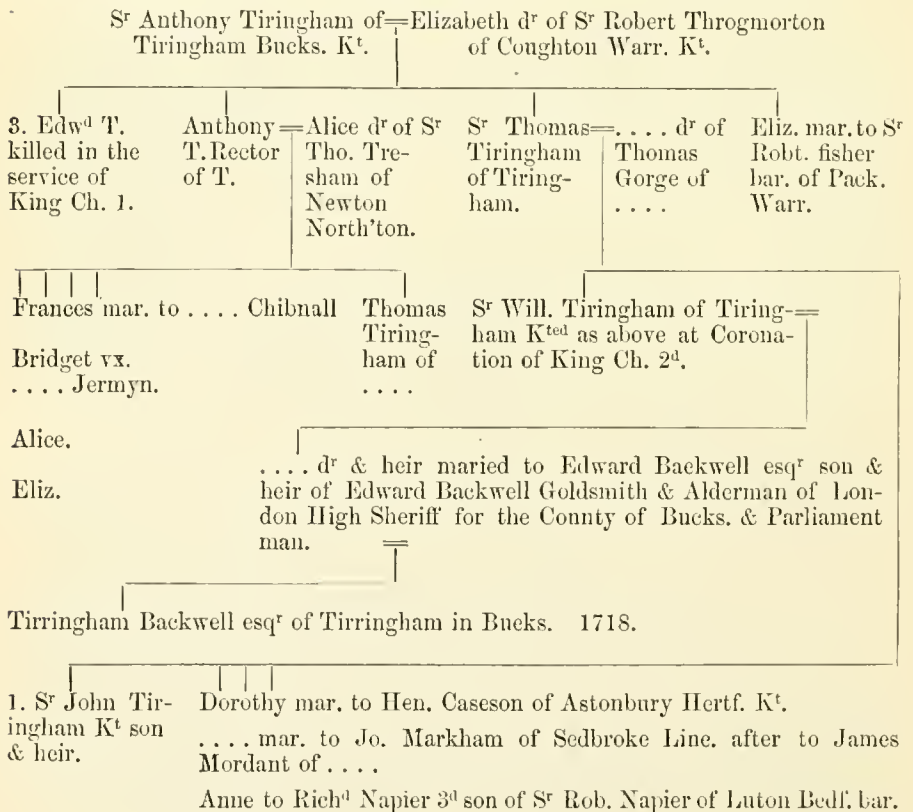 Sʳ Anthony Tiringham of=Elizabeth dʳ of Sʳ Robert Throgmorton
Tiringham Bucks. Kᵗ. of Coughton Warr. Kᵗ.
3. Edwᵈ T.
killed in the
service of
King Ch. 1.
Anthony=Alice dʳ of Sʳ
T. Rector Tho. Tre-
of T. sham of
Newton
North'ton.
Sʳ Thomas=. . . . dʳ of
Tiringham Thomas
of Tiring- Gorge of
ham. . . . .
Eliz. mar. to Sʳ
Robt. fisher
bar. of Pack.
Warr.
Frances mar. to . . . . Chibnall
Bridget vx.
. . . . Jermyn.
Alice.
Eliz.
Thomas
Tiring-
ham of
. . . .
Sʳ Will. Tiringham of Tiring-=
ham Kᵗᵉᵈ as above at Corona-
tion of King Ch. 2ᵈ.
. . . . dʳ & heir maried to Edward Backwell esqʳ son &
heir of Edward Backwell Goldsmith & Alderman of Lon-
don High Sheriff for the County of Bucks. & Parliament
man. =
Tirringham Backwell esqʳ of Tirringham in Bucks. 1718.
1. Sʳ John Tir-
ingham Kᵗ son
& heir.
Dorothy mar. to Hen. Caseson of Astonbury Hertf. Kᵗ.
. . . . mar. to Jo. Markham of Sedbroke Linc. after to James
Mordant of . . . .
Anne to Richᵈ Napier 3ᵈ son of Sʳ Rob. Napier of Luton Bedf. bar.